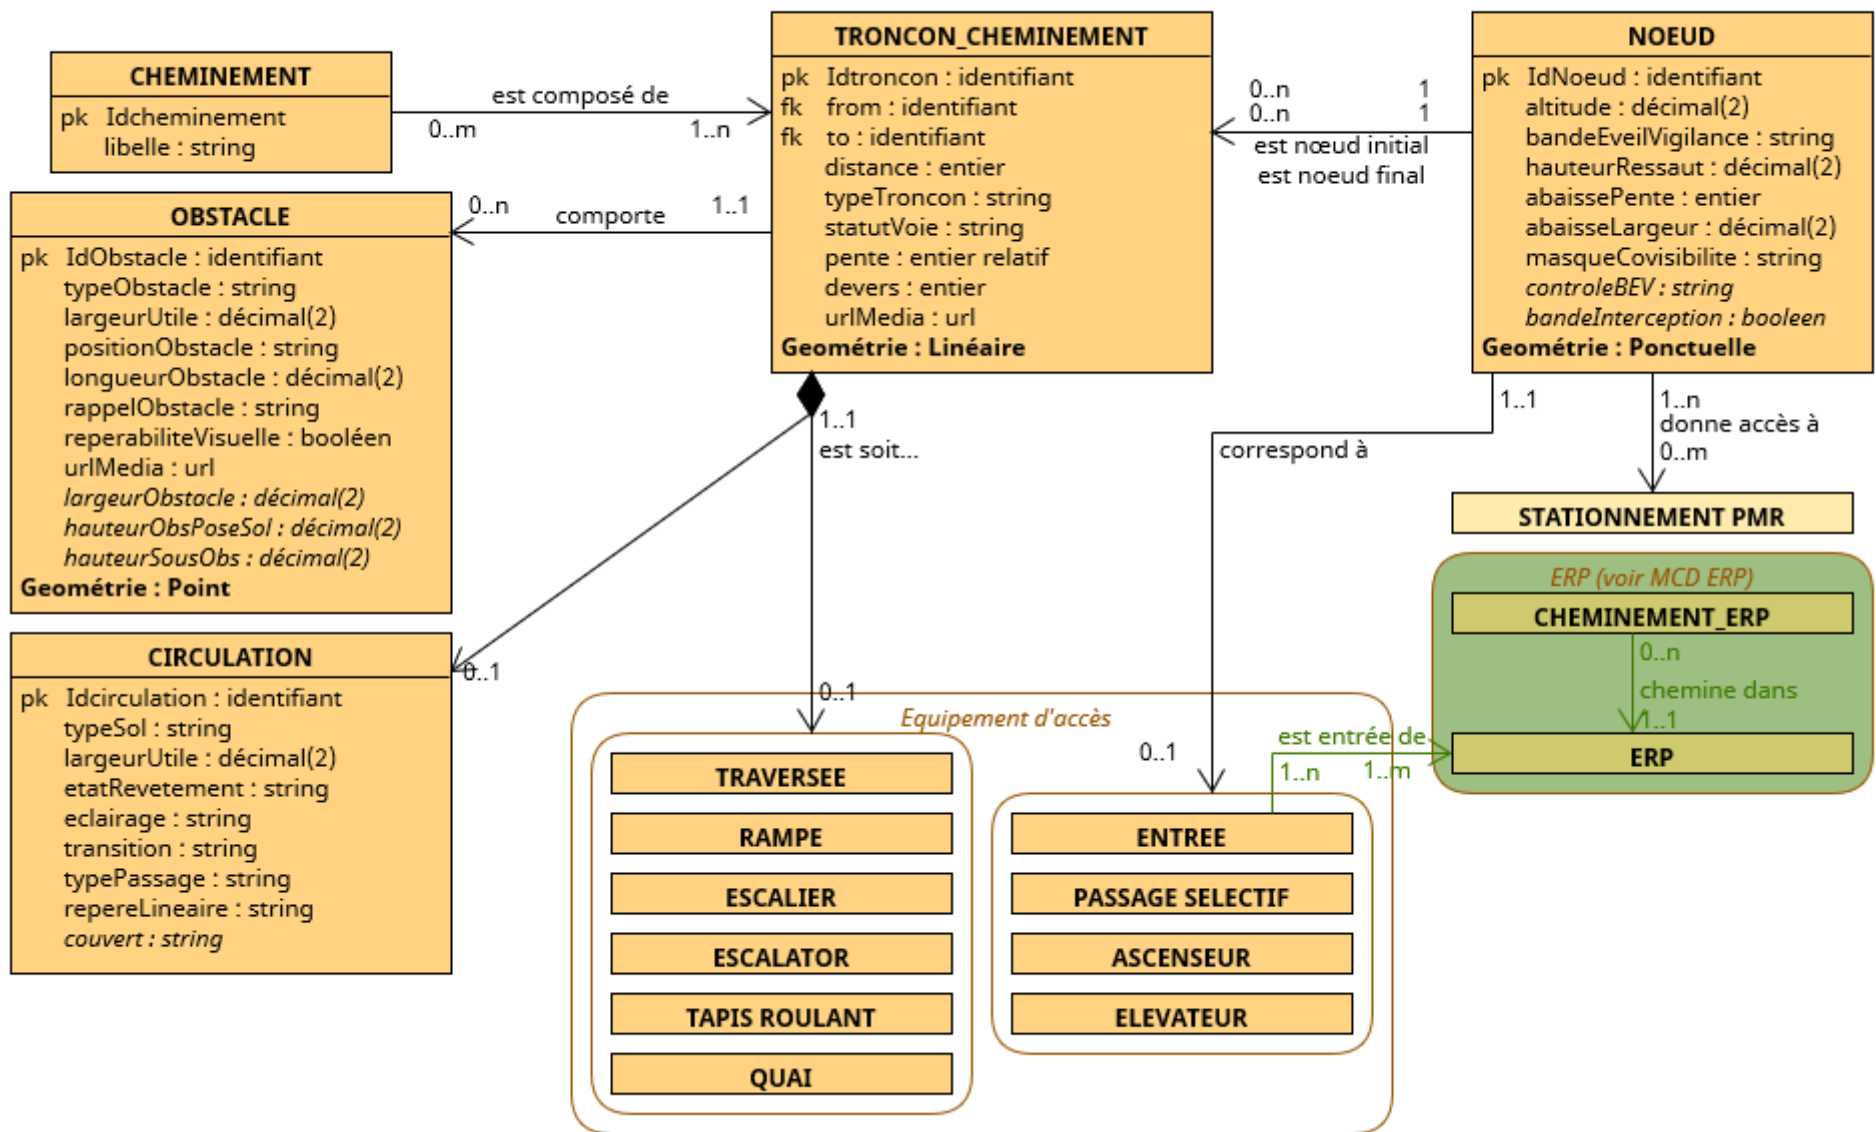 CHEMINEMENT
pk Idcheminement
libelle : string
est composé de
0..m
1..n
TRONCON_CHEMINEMENT
pk Idtroncon : identifiant
fk from : identifiant
fk to : identifiant
distance : entier
typeTroncon : string
statutVoie : string
pente : entier relatif
devers : entier
urlMedia : url
Geométrie : Linéaire
0..n 1
0..n 1
est nœud initial
est noeud final
NOEUD
pk IdNoeud : identifiant
altitude : décimal(2)
bandeEveilVigilance : string
hauteurRessaut : décimal(2)
abaissePente : entier
abaisseLargeur : décimal(2)
masqueCovisibilite : string
controleBEV : string
bandeInterception : booleen
Geométrie : Ponctuelle
OBSTACLE
pk IdObstacle : identifiant
typeObstacle : string
largeurUtile : décimal(2)
positionObstacle : string
longueurObstacle : décimal(2)
rappelObstacle : string
reperabiliteVisuelle : booléen
urlMedia : url
largeurObstacle : décimal(2)
hauteurObsPoseSol : décimal(2)
hauteurSousObs : décimal(2)
Geométrie : Point
0..n
comporte
1..1
1..1
est soit...
0..1
0..1
1..1
correspond à
0..1
1..n
donne accès à
0..m
STATIONNEMENT PMR
ERP (voir MCD ERP)
CHEMINEMENT_ERP
0..n
chemine dans
1..1
ERP
CIRCULATION
pk Idcirculation : identifiant
typeSol : string
largeurUtile : décimal(2)
etatRevetement : string
eclairage : string
transition : string
typePassage : string
repereLineaire : string
couvert : string
Equipement d'accès
TRAVERSEE
RAMPE
ESCALIER
ESCALATOR
TAPIS ROULANT
QUAI
est entrée de
1..n
1..m
ENTREE
PASSAGE SELECTIF
ASCENSEUR
ELEVATEUR